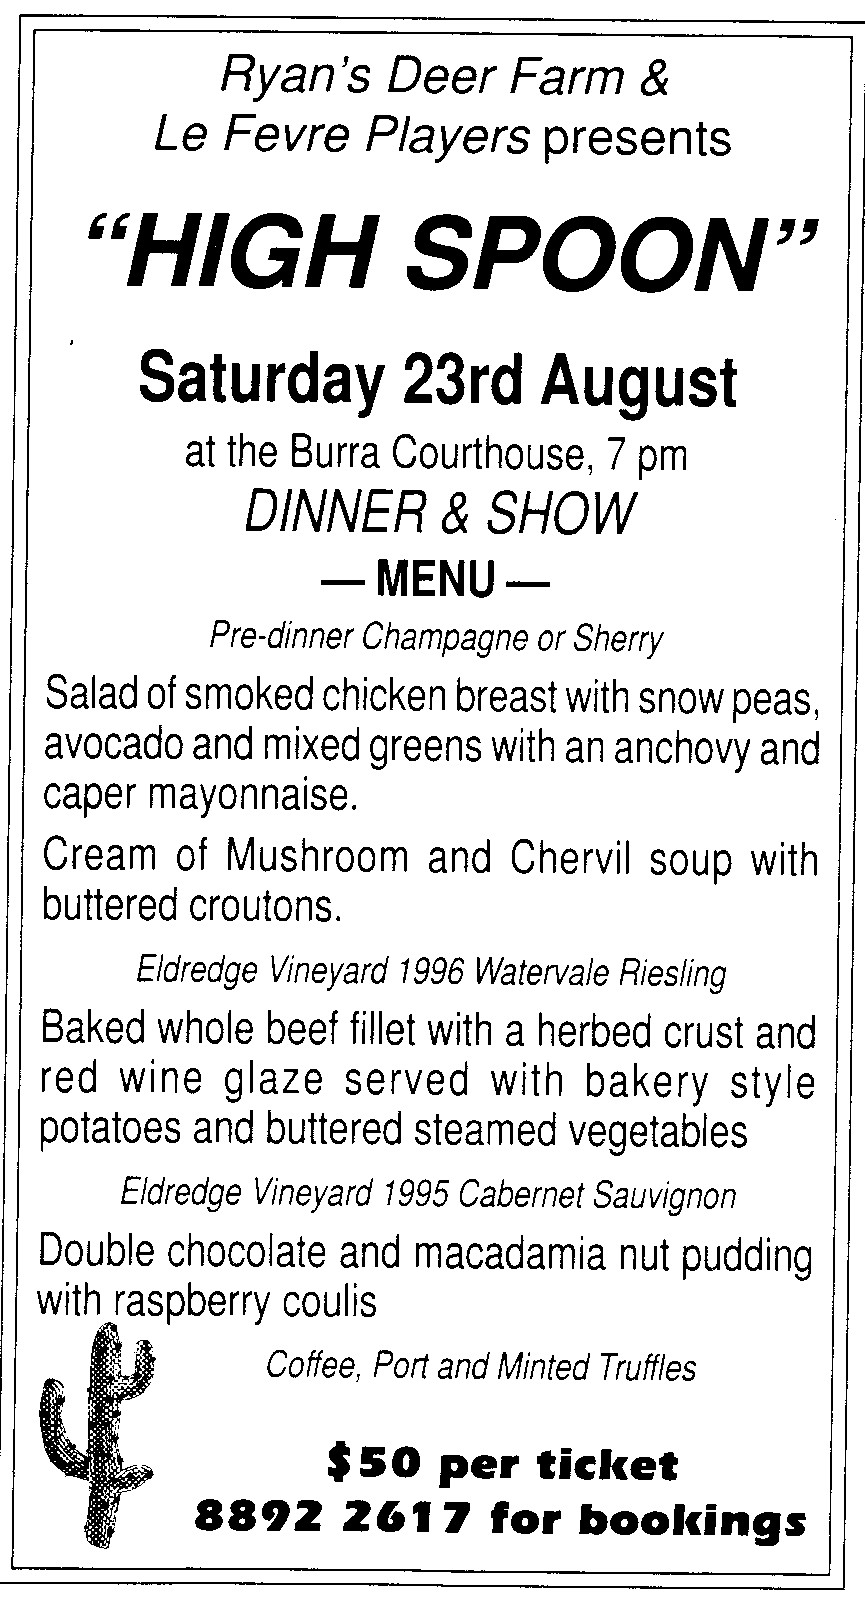 Ryan's Deer Farm &
Le Fevre Players presents
“HIGH SPOON”
Saturday 23rd August
at the Burra Courthouse, 7 pm
DINNER & SHOW
— MENU —
Pre-dinner Champagne or Sherry
Salad of smoked chicken breast with snow peas,
avocado and mixed greens with an anchovy and
caper mayonnaise.
Cream of Mushroom and Chervil soup with
buttered croutons.
Eldredge Vineyard 1996 Watervale Riesling
Baked whole beef fillet with a herbed crust and
red wine glaze served with bakery style
potatoes and buttered steamed vegetables
Eldredge Vineyard 1995 Cabernet Sauvignon
Double chocolate and macadamia nut pudding
with raspberry coulis
Coffee, Port and Minted Truffles
$50 per ticket
8892 2617 for bookings